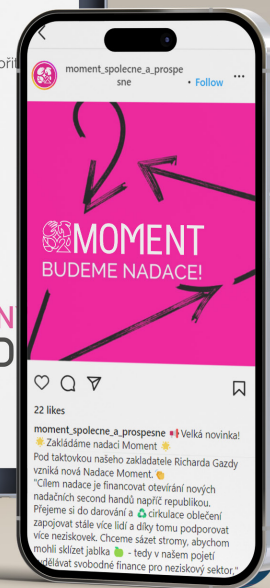 moment_spolecne_a_prospe
sne
• Follow
MOMENT
BUDEME NADACE!
22 likes
moment_spolecne_a_prospesne 📢 Velká novinka!
☀️ Zakládáme nadaci Moment ☀️
Pod taktovkou našeho zakladatele Richarda Gazdy
vzniká nová Nadace Moment. 👏
"Cílem nadace je financovat otevírání nových
nadačních second handů napříč republikou.
Přejeme si do darování a ♻️ cirkulace oblečení
zapojovat stále více lidí a díky tomu podporovat
více neziskovek. Chceme sázet stromy, abychom
mohli sklízet jablka 🍏 - tedy v našem pojetí
vydělávat svobodné finance pro neziskový sektor,"